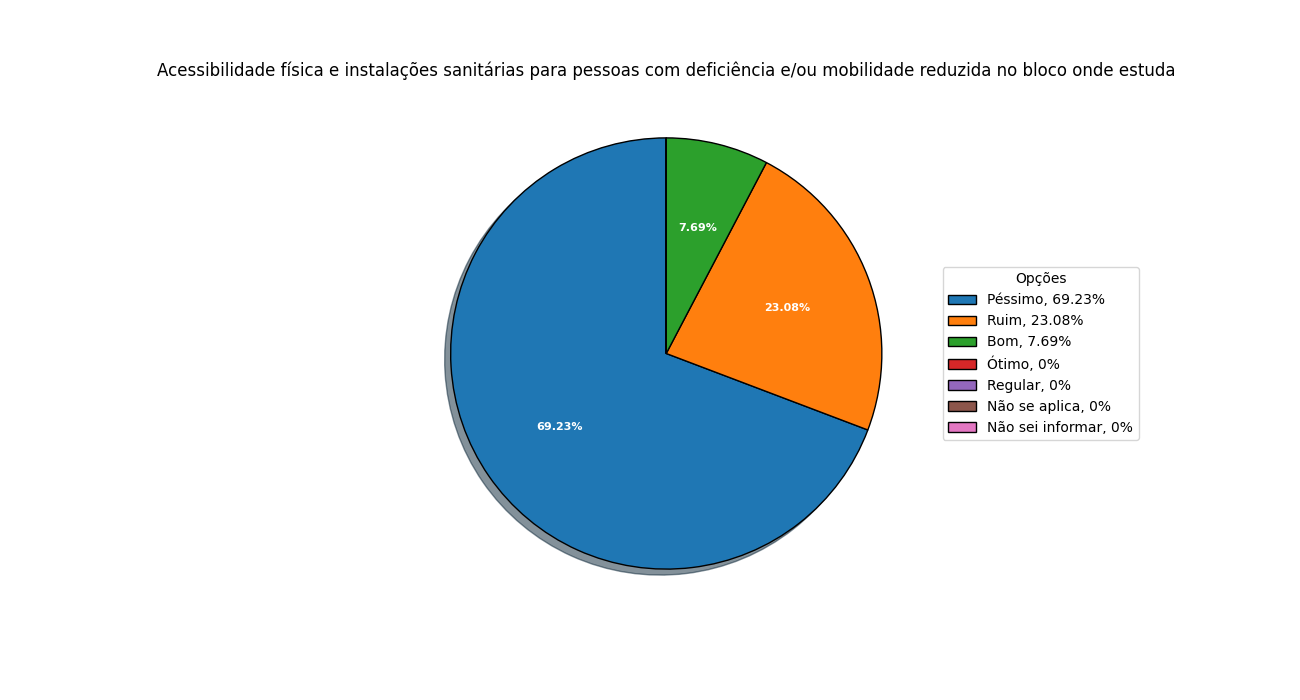 Acessibilidade física e instalações sanitárias para pessoas com deficiência e/ou mobilidade reduzida no bloco onde estuda
7.69%
23.08%
69.23%
Opções
Péssimo, 69.23%
Ruim, 23.08%
Bom, 7.69%
Ótimo, 0%
Regular, 0%
Não se aplica, 0%
Não sei informar, 0%